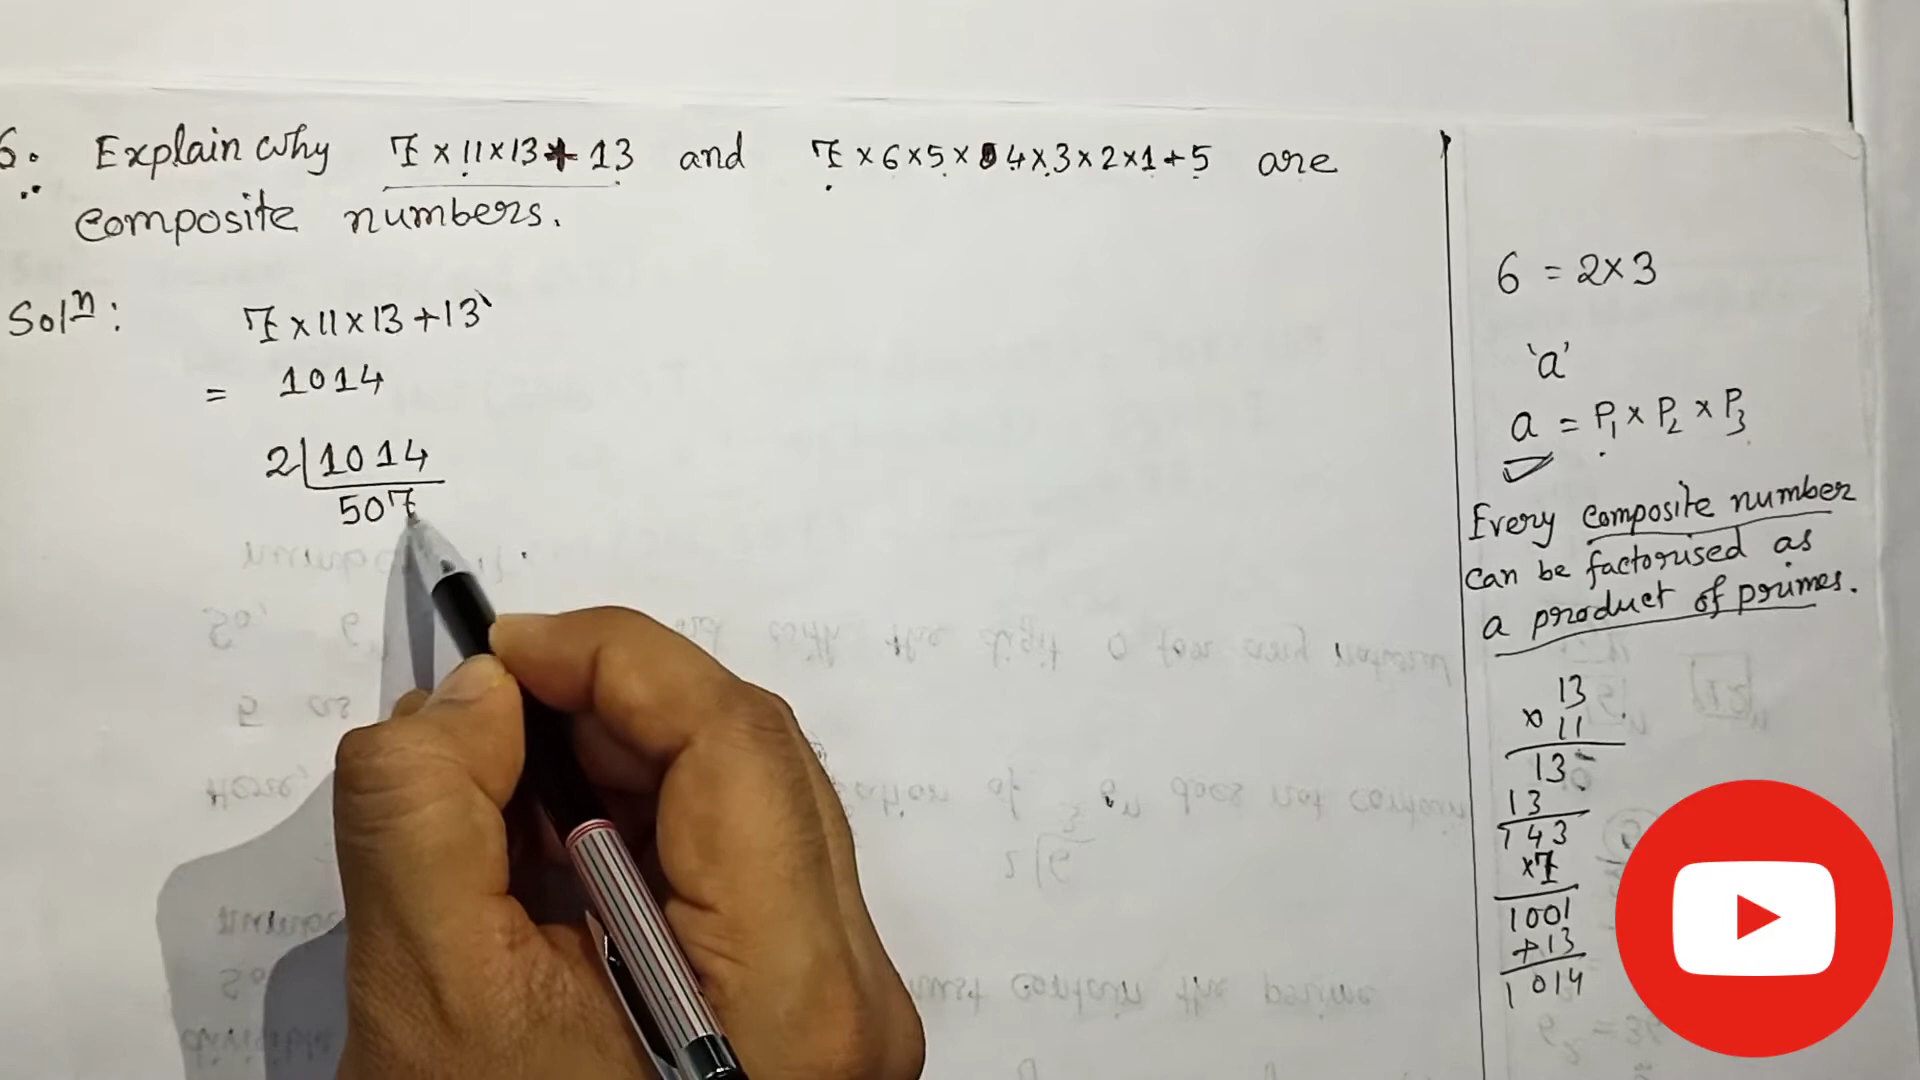 6. Explain why 7 × 11 × 13 + 13 and 7 × 6 × 5 × 4 × 3 × 2 × 1 + 5 are
composite numbers.
Solⁿ: 7 × 11 × 13 + 13
= 1014
2 | 1014
507
6 = 2 × 3
'a'
a = P₁ × P₂ × P₃
Every composite number
can be factorised as
a product of primes.
13
× 11
13
13
143
×7
1001
+13
1014